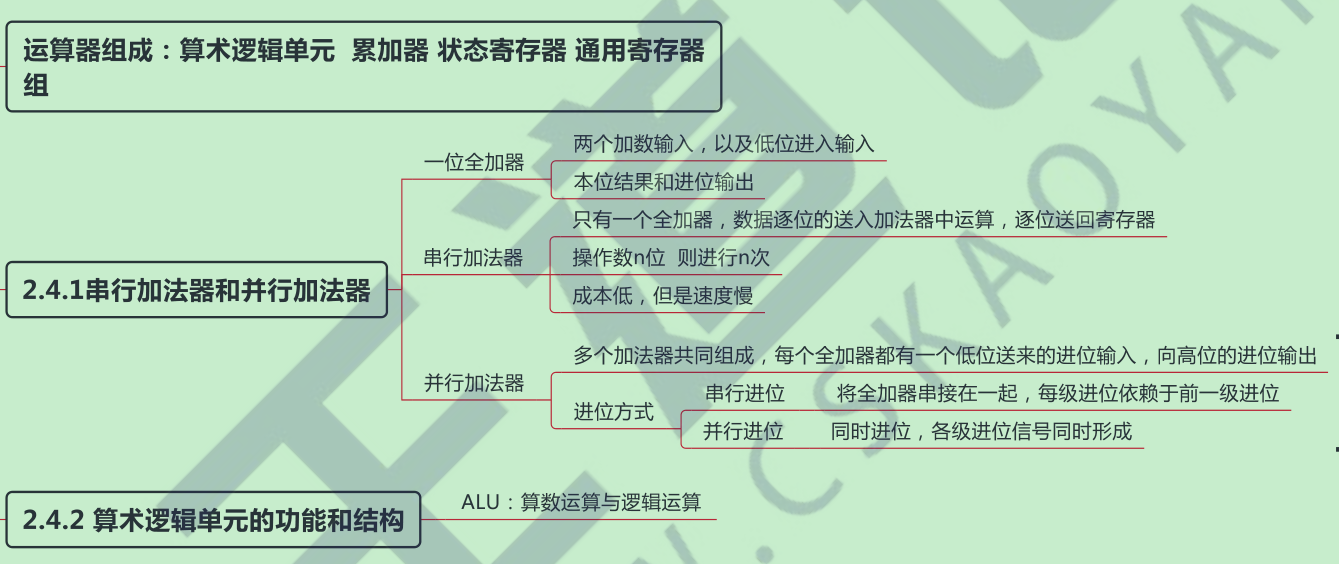 运算器组成：算术逻辑单元  累加器 状态寄存器 通用寄存器
组
一位全加器
两个加数输入，以及低位进入输入
本位结果和进位输出
2.4.1串行加法器和并行加法器
串行加法器
只有一个全加器，数据逐位的送入加法器中运算，逐位送回寄存器
操作数n位  则进行n次
成本低，但是速度慢
并行加法器
多个加法器共同组成，每个全加器都有一个低位送来的进位输入，向高位的进位输出
进位方式
串行进位
将全加器串接在一起，每级进位依赖于前一级进位
并行进位
同时进位，各级进位信号同时形成
2.4.2 算术逻辑单元的功能和结构
ALU：算数运算与逻辑运算
.CSKAOYA